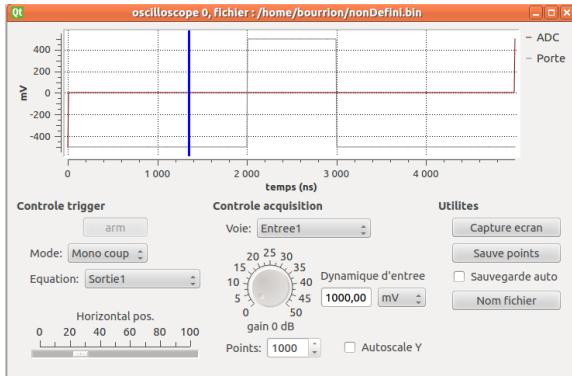 Qt oscilloscope 0, fichier : /home/bourrion/nonDefini.bin
ADC
Porte
mV
400
200
0
-200
-400
0 1 000 2 000 3 000 4 000
temps (ns)
Controle trigger
arm
Mode: Mono coup
Equation: Sortie1
Horizontal pos.
0 20 40 60 80 100
Controle acquisition
Voie: Entree1
0 5 10 15 20 25 30 35 40 45 50
gain 0 dB
Dynamique d'entree
1000,00 mV
Points: 1000
Autoscale Y
Utilites
Capture ecran
Sauve points
Sauvegarde auto
Nom fichier